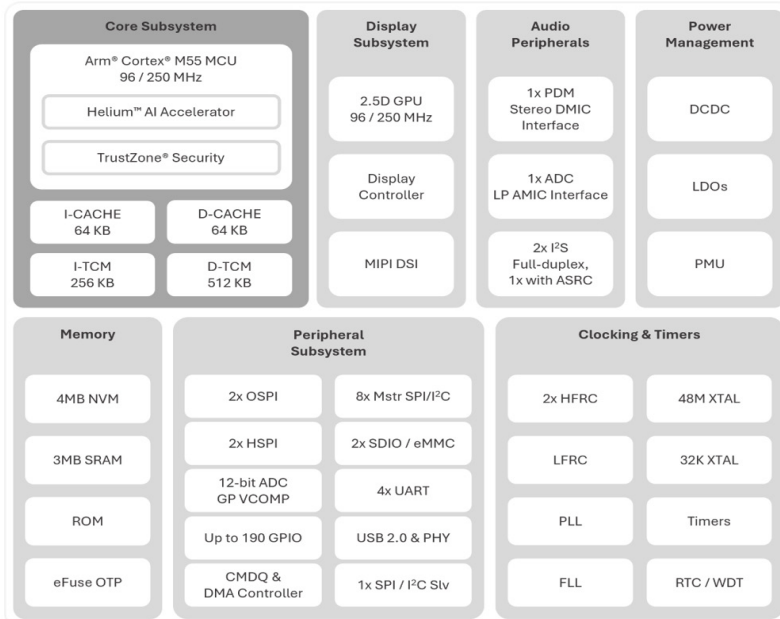 Core Subsystem
Arm® Cortex® M55 MCU
96 / 250 MHz
Helium™ AI Accelerator
TrustZone® Security
I-CACHE
64 KB
D-CACHE
64 KB
I-TCM
256 KB
D-TCM
512 KB
Display
Subsystem
2.5D GPU
96 / 250 MHz
Display
Controller
MIPI DSI
Audio
Peripherals
1x PDM
Stereo DMIC
Interface
1x ADC
LP AMIC Interface
2x I²S
Full-duplex,
1x with ASRC
Power
Management
DCDC
LDOs
PMU
Memory
4MB NVM
3MB SRAM
ROM
eFuse OTP
Peripheral
Subsystem
2x OSPI
8x Mstr SPI/I²C
2x HSPI
2x SDIO / eMMC
12-bit ADC
GP VCOMP
4x UART
Up to 190 GPIO
USB 2.0 & PHY
CMDQ &
DMA Controller
1x SPI / I²C Slv
Clocking & Timers
2x HFRC
48M XTAL
LFRC
32K XTAL
PLL
Timers
FLL
RTC / WDT